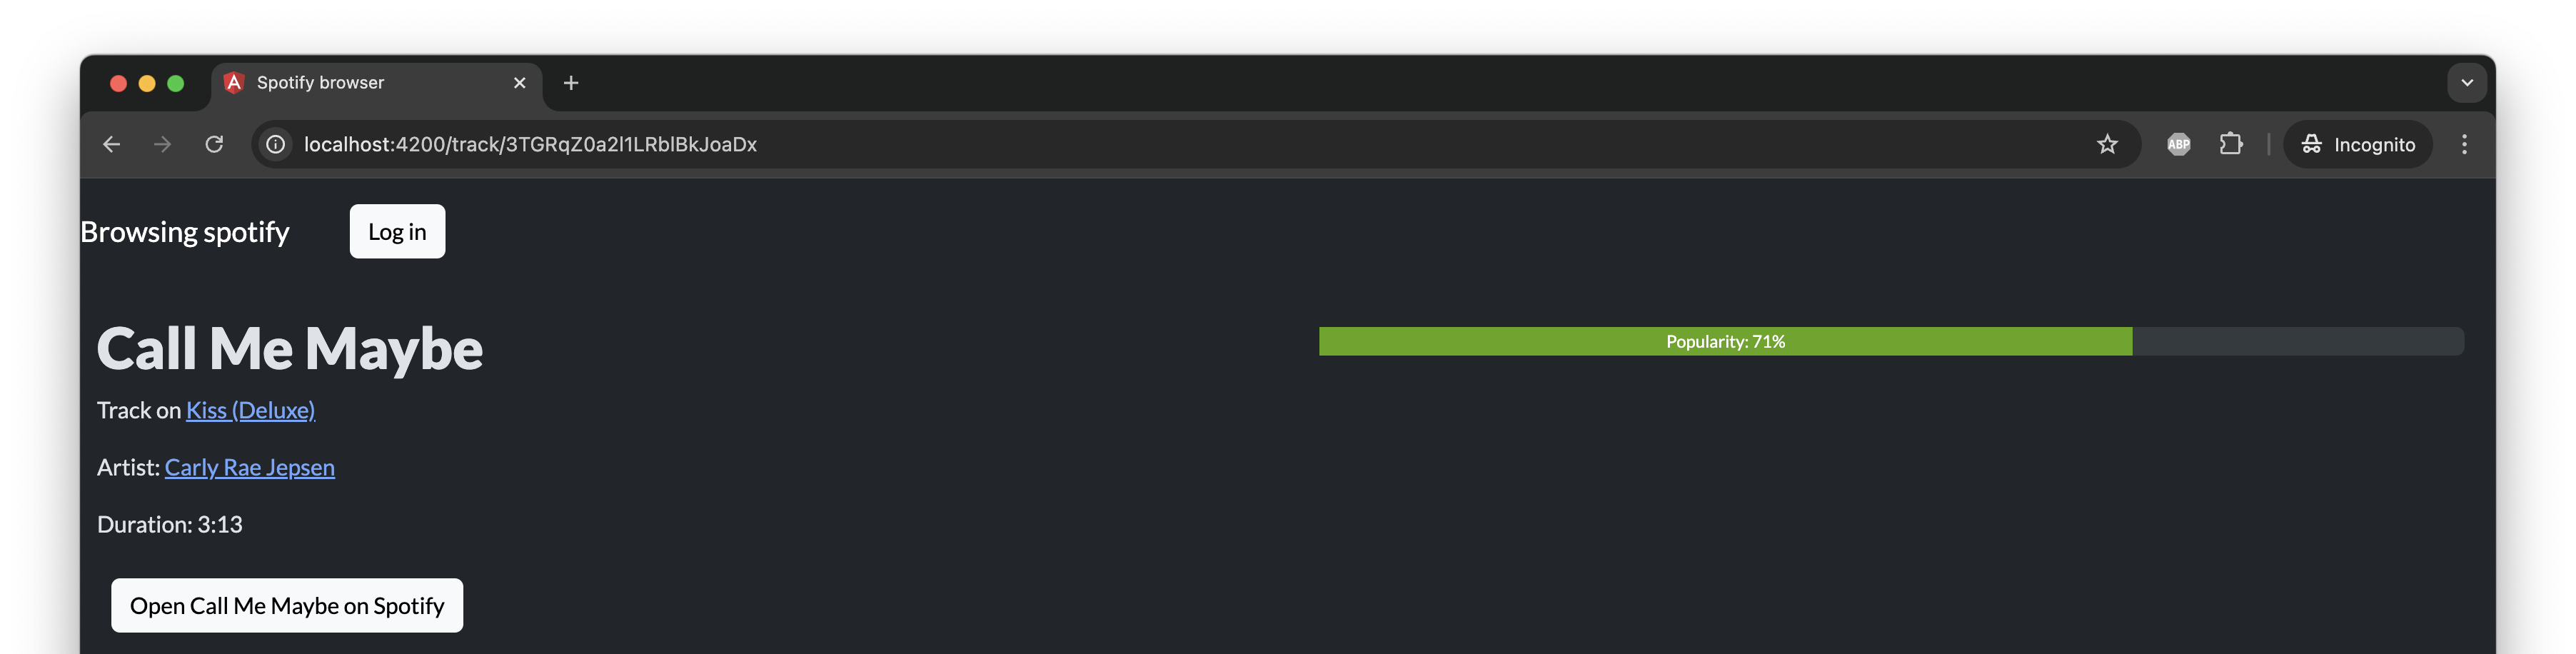 Spotify browser
localhost:4200/track/3TGRqZ0a2l1LRblBkJoaDx
ABP
Incognito
Browsing spotify
Log in
Call Me Maybe
Popularity: 71%
Track on Kiss (Deluxe)
Artist: Carly Rae Jepsen
Duration: 3:13
Open Call Me Maybe on Spotify